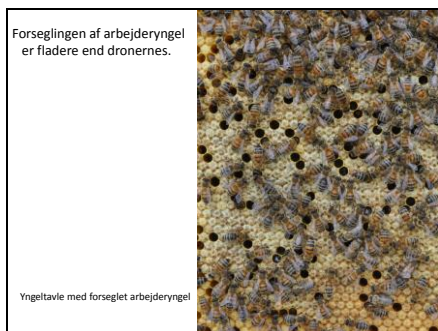 Forseglingen af arbejderyngel
er fladere end dronernes.
Yngeltavle med forseglet arbejderyngel